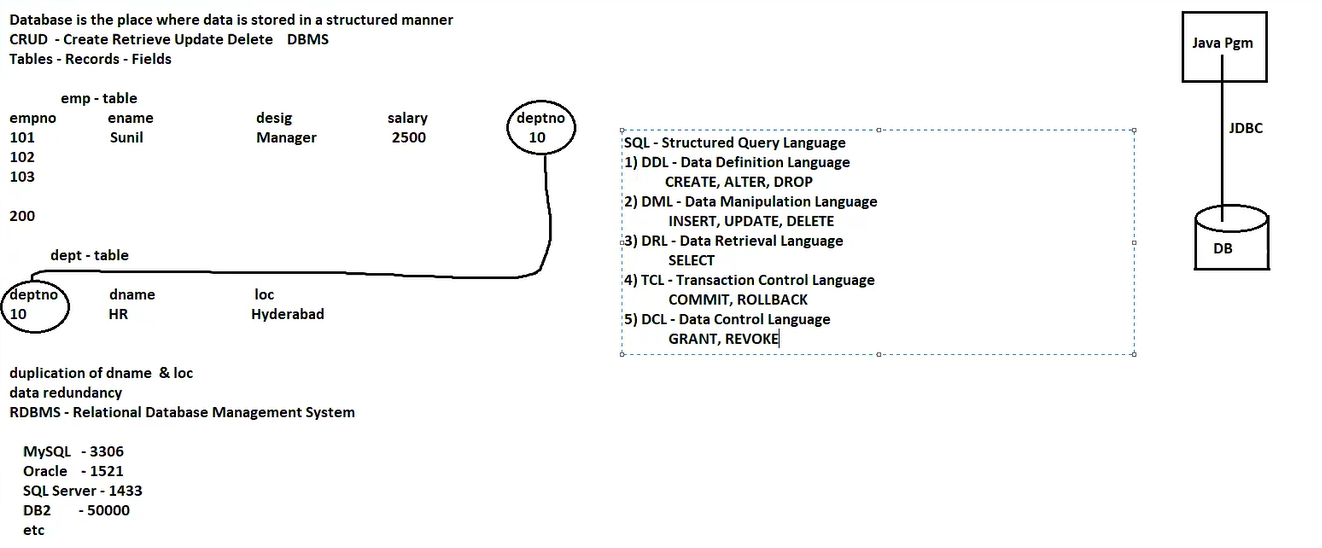 Database is the place where data is stored in a structured manner
CRUD - Create Retrieve Update Delete DBMS
Tables - Records - Fields
emp - table
empno ename desig salary deptno
101 Sunil Manager 2500 10
102
103
200
dept - table
deptno dname loc
10 HR Hyderabad
duplication of dname & loc
data redundancy
RDBMS - Relational Database Management System
MySQL - 3306
Oracle - 1521
SQL Server - 1433
DB2 - 50000
etc
SQL - Structured Query Language
1) DDL - Data Definition Language
CREATE, ALTER, DROP
2) DML - Data Manipulation Language
INSERT, UPDATE, DELETE
3) DRL - Data Retrieval Language
SELECT
4) TCL - Transaction Control Language
COMMIT, ROLLBACK
5) DCL - Data Control Language
GRANT, REVOKE
Java Pgm
JDBC
DB